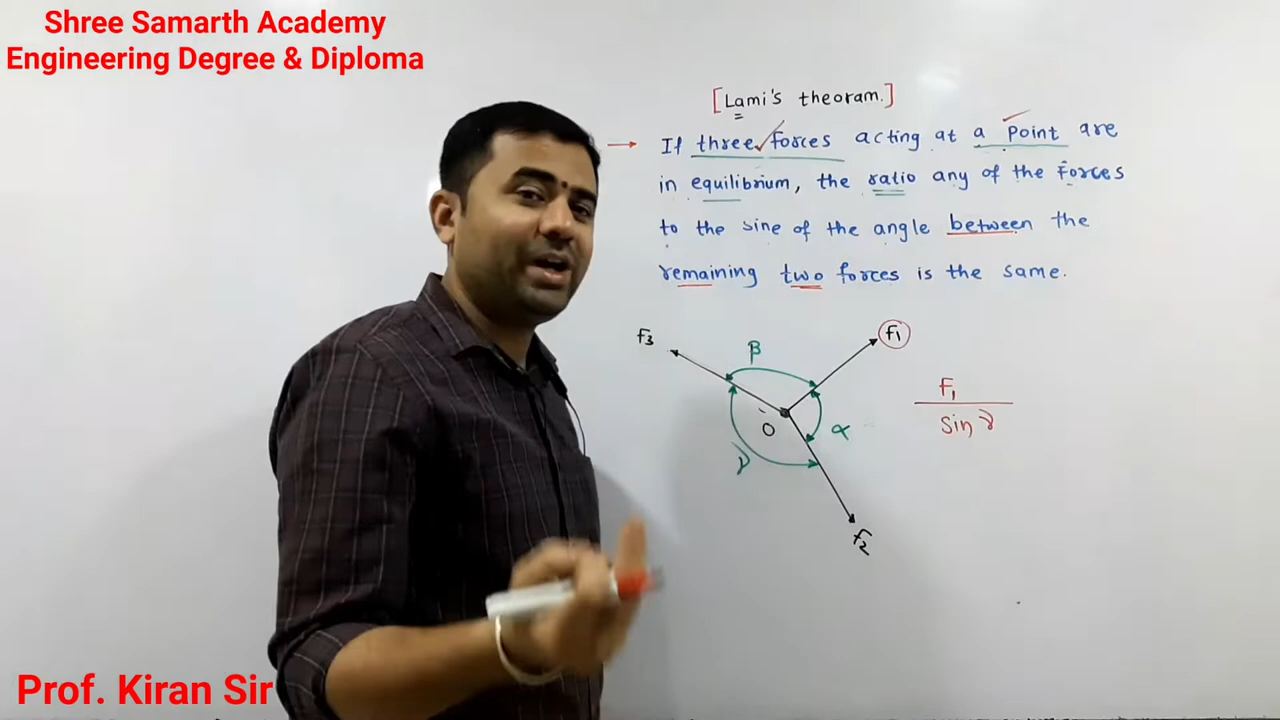 Shree Samarth Academy
Engineering Degree & Diploma
[Lami's theoram.]
→ If three forces acting at a Point are
in equilibrium, the ratio any of the Forces
to the sine of the angle between the
remaining two forces is the same.
F3
β
F1
F1
sin γ
O
α
γ
F2
Prof. Kiran Sir